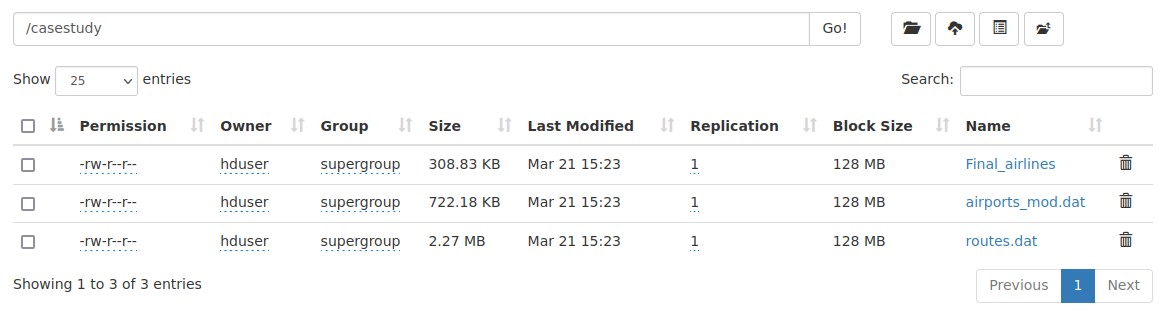 /casestudy Go!
Show 25 entries Search:
Permission Owner Group Size Last Modified Replication Block Size Name
-rw-r--r-- hduser supergroup 308.83 KB Mar 21 15:23 1 128 MB Final_airlines
-rw-r--r-- hduser supergroup 722.18 KB Mar 21 15:23 1 128 MB airports_mod.dat
-rw-r--r-- hduser supergroup 2.27 MB Mar 21 15:23 1 128 MB routes.dat
Showing 1 to 3 of 3 entries Previous 1 Next